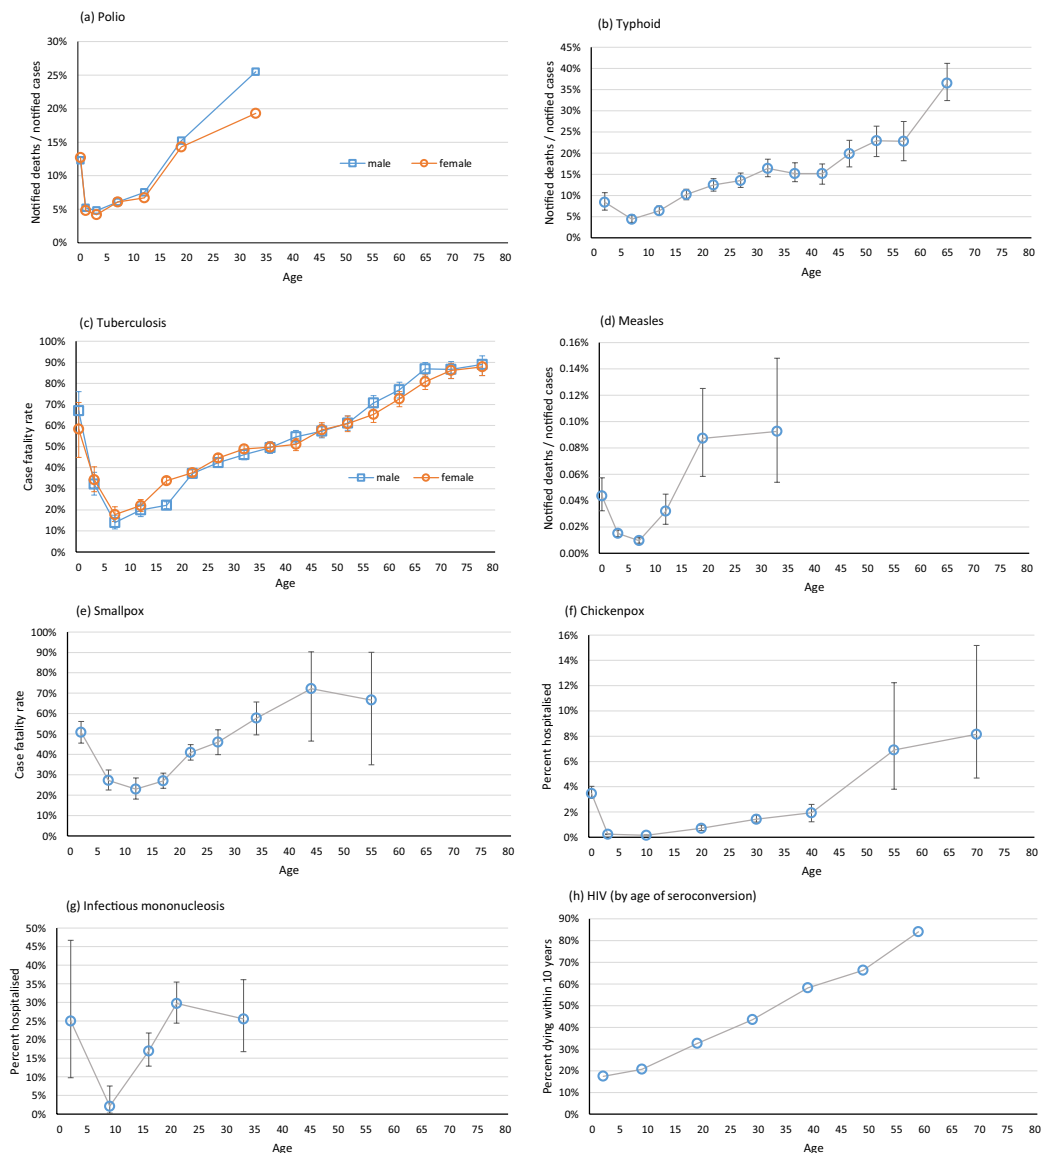 (a) Polio
Notified deaths / notified cases
30%
25%
20%
15%
10%
5%
0%
male female
0 5 10 15 20 25 30 35 40 45 50 55 60 65 70 75 80
Age
(b) Typhoid
Notified deaths / notified cases
45%
40%
35%
30%
25%
20%
15%
10%
5%
0%
0 5 10 15 20 25 30 35 40 45 50 55 60 65 70 75 80
Age
(c) Tuberculosis
Case fatality rate
100%
90%
80%
70%
60%
50%
40%
30%
20%
10%
0%
male female
0 5 10 15 20 25 30 35 40 45 50 55 60 65 70 75 80
Age
(d) Measles
Notified deaths / notified cases
0.16%
0.14%
0.12%
0.10%
0.08%
0.06%
0.04%
0.02%
0.00%
0 5 10 15 20 25 30 35 40 45 50 55 60 65 70 75 80
Age
(e) Smallpox
Case fatality rate
100%
90%
80%
70%
60%
50%
40%
30%
20%
10%
0%
0 5 10 15 20 25 30 35 40 45 50 55 60 65 70 75 80
Age
(f) Chickenpox
Percent hospitalised
16%
14%
12%
10%
8%
6%
4%
2%
0%
0 5 10 15 20 25 30 35 40 45 50 55 60 65 70 75 80
Age
(g) Infectious mononucleosis
Percent hospitalised
50%
45%
40%
35%
30%
25%
20%
15%
10%
5%
0%
0 5 10 15 20 25 30 35 40 45 50 55 60 65 70 75 80
Age
(h) HIV (by age of seroconversion)
Percent dying within 10 years
90%
80%
70%
60%
50%
40%
30%
20%
10%
0%
0 5 10 15 20 25 30 35 40 45 50 55 60 65 70 75 80
Age